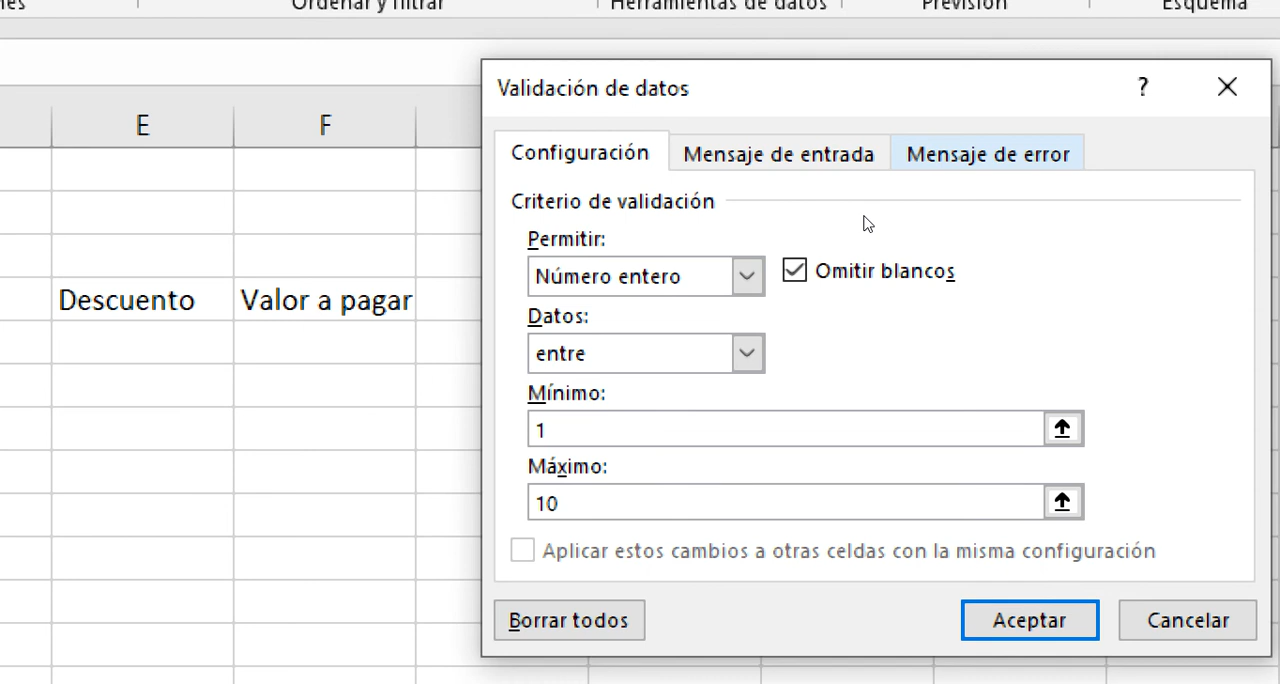 Ordenar y filtrar
Herramientas de datos
Previsión
Esquema
Validación de datos
?
E
F
Configuración
Mensaje de entrada
Mensaje de error
Criterio de validación
Permitir:
Número entero
Omitir blancos
Descuento
Valor a pagar
Datos:
entre
Mínimo:
1
Máximo:
10
Aplicar estos cambios a otras celdas con la misma configuración
Borrar todos
Aceptar
Cancelar